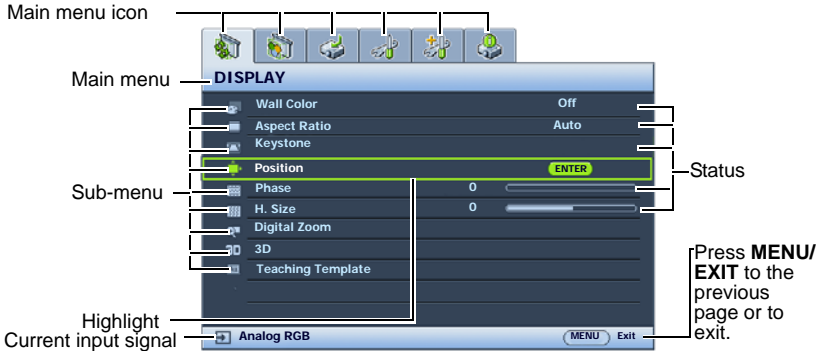 Main menu icon
Main menu
DISPLAY
Wall Color Off
Aspect Ratio Auto
Keystone
Position ENTER
Sub-menu
Status
Phase 0
H. Size 0
Digital Zoom
3D 3D
Teaching Template
Press MENU/
EXIT to the
previous
page or to
exit.
Highlight
Current input signal
Analog RGB MENU Exit